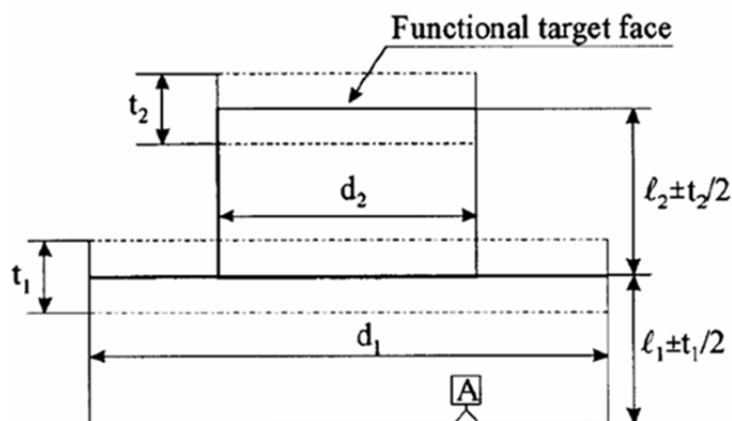 Functional target face
t₂
d₂
ℓ₂±t₂/2
t₁
d₁
ℓ₁±t₁/2
A